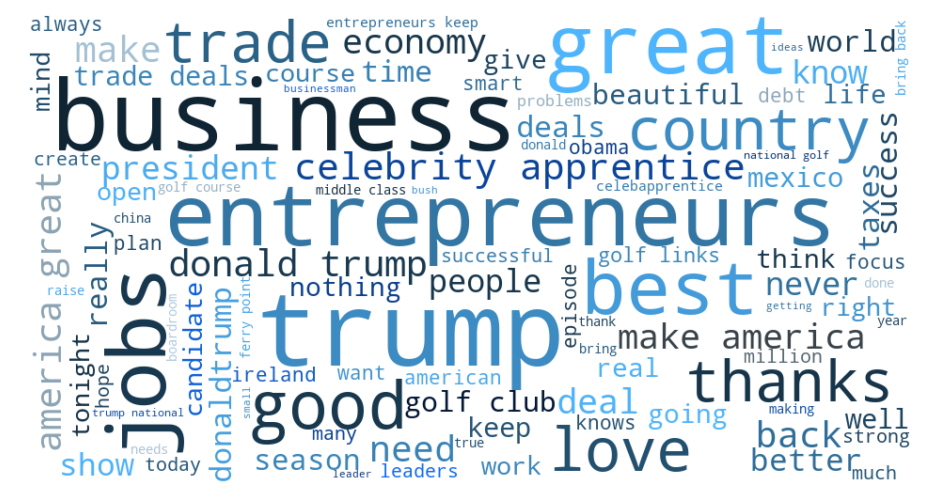 always
entrepreneurs keep
make
trade
economy
give
great
ideas
world
bring back
mind
trade deals
course
time
smart
businessman
know
business
problems
beautiful
debt
life
deals
country
donald
obama
success
create
president
celebrity apprentice
national golf
mexico
taxes
open
golf course
middle class
bush
celebapprentice
america great
really
china
plan
entrepreneurs
donald trump
successful
golf links
think
focus
raise
jobs
boardroom
candidate
donaldtrump
ferry point
nothing
people
episode
best
never
done
getting
right
year
trump
thank
bring
make america
million
tonight
hope
ireland
want
american
real
thanks
trump national
small
good
golf club
deal
knows
going
making
well
many
keep
true
need
love
back
strong
needs
show
today
season
leader
leaders
work
better
much